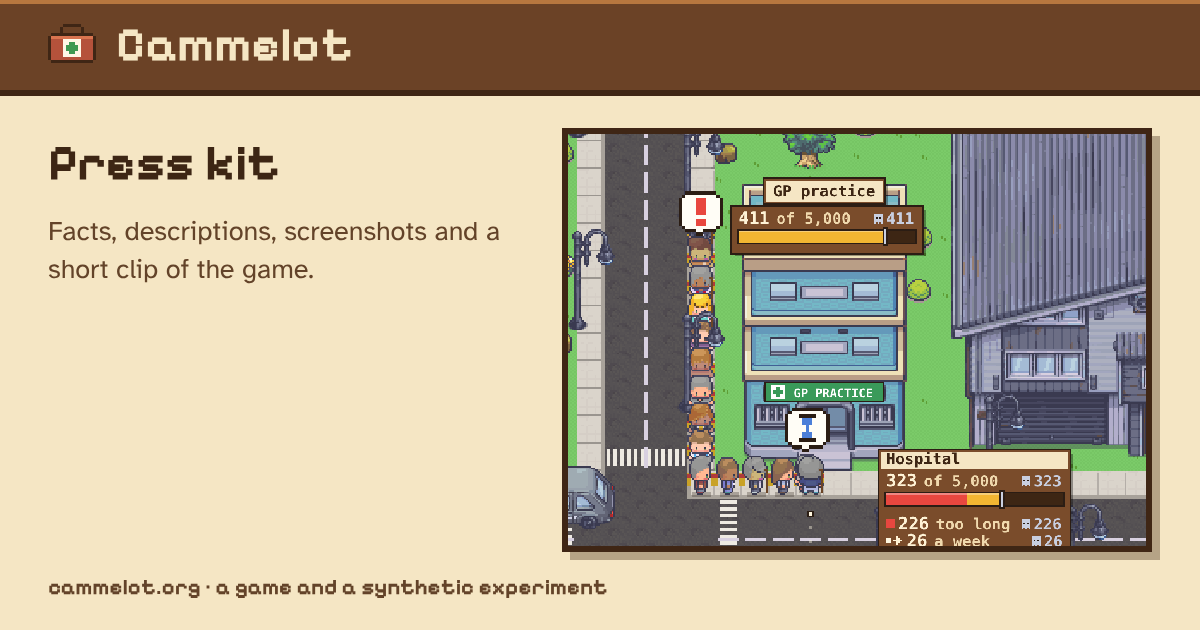 Cammelot
Press kit
Facts, descriptions, screenshots and a
short clip of the game.
GP practice
411 of 5,000 411
GP PRACTICE
Hospital
323 of 5,000 323
226 too long 226
26 a week 26
cammelot.org · a game and a synthetic experiment